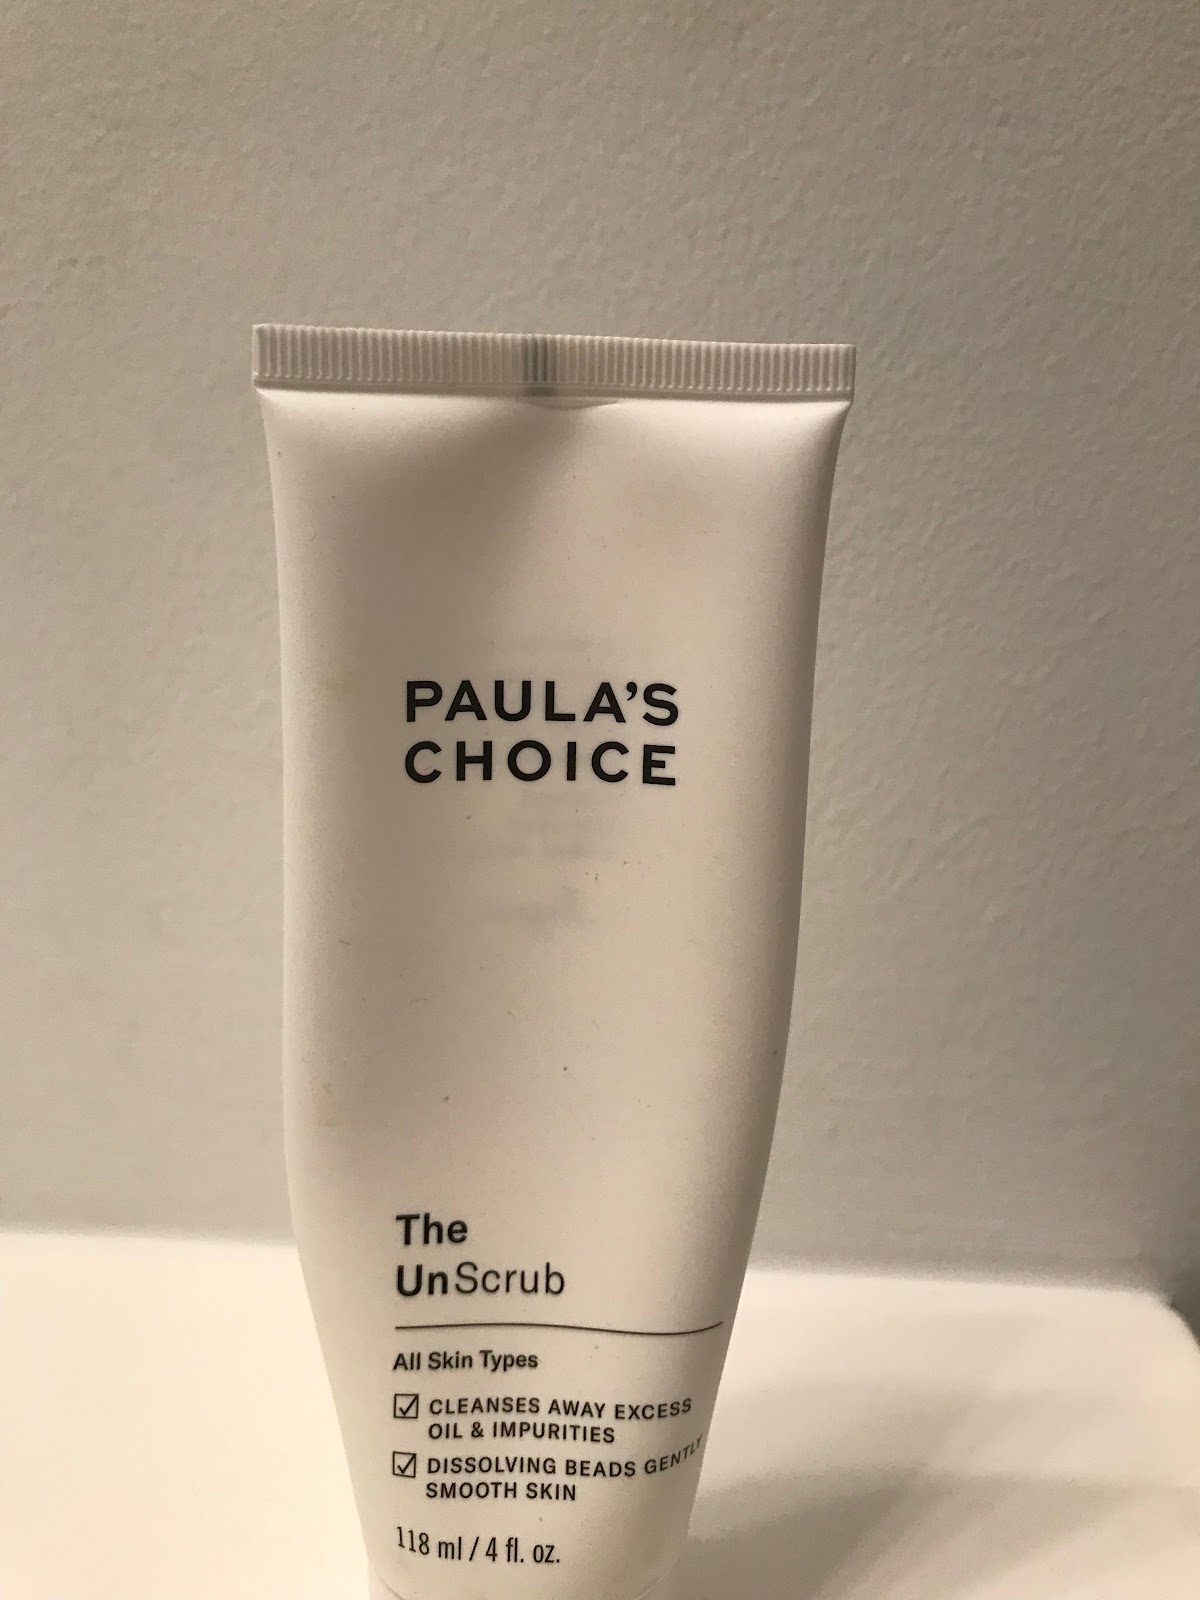 PAULA'S
CHOICE
The
UnScrub
All Skin Types
CLEANSES AWAY EXCESS
OIL & IMPURITIES
DISSOLVING BEADS GENTLY
SMOOTH SKIN
118 ml / 4 fl. oz.